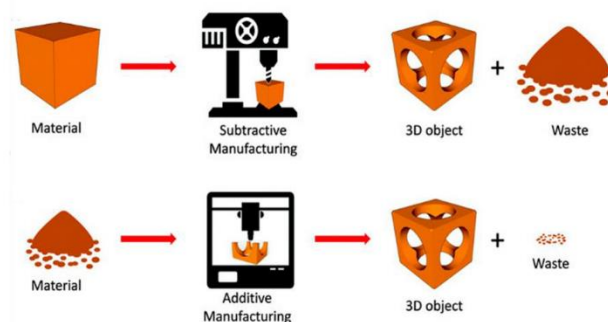 Material
Subtractive
Manufacturing
3D object
+
Waste
Material
Additive
Manufacturing
3D object
+
Waste